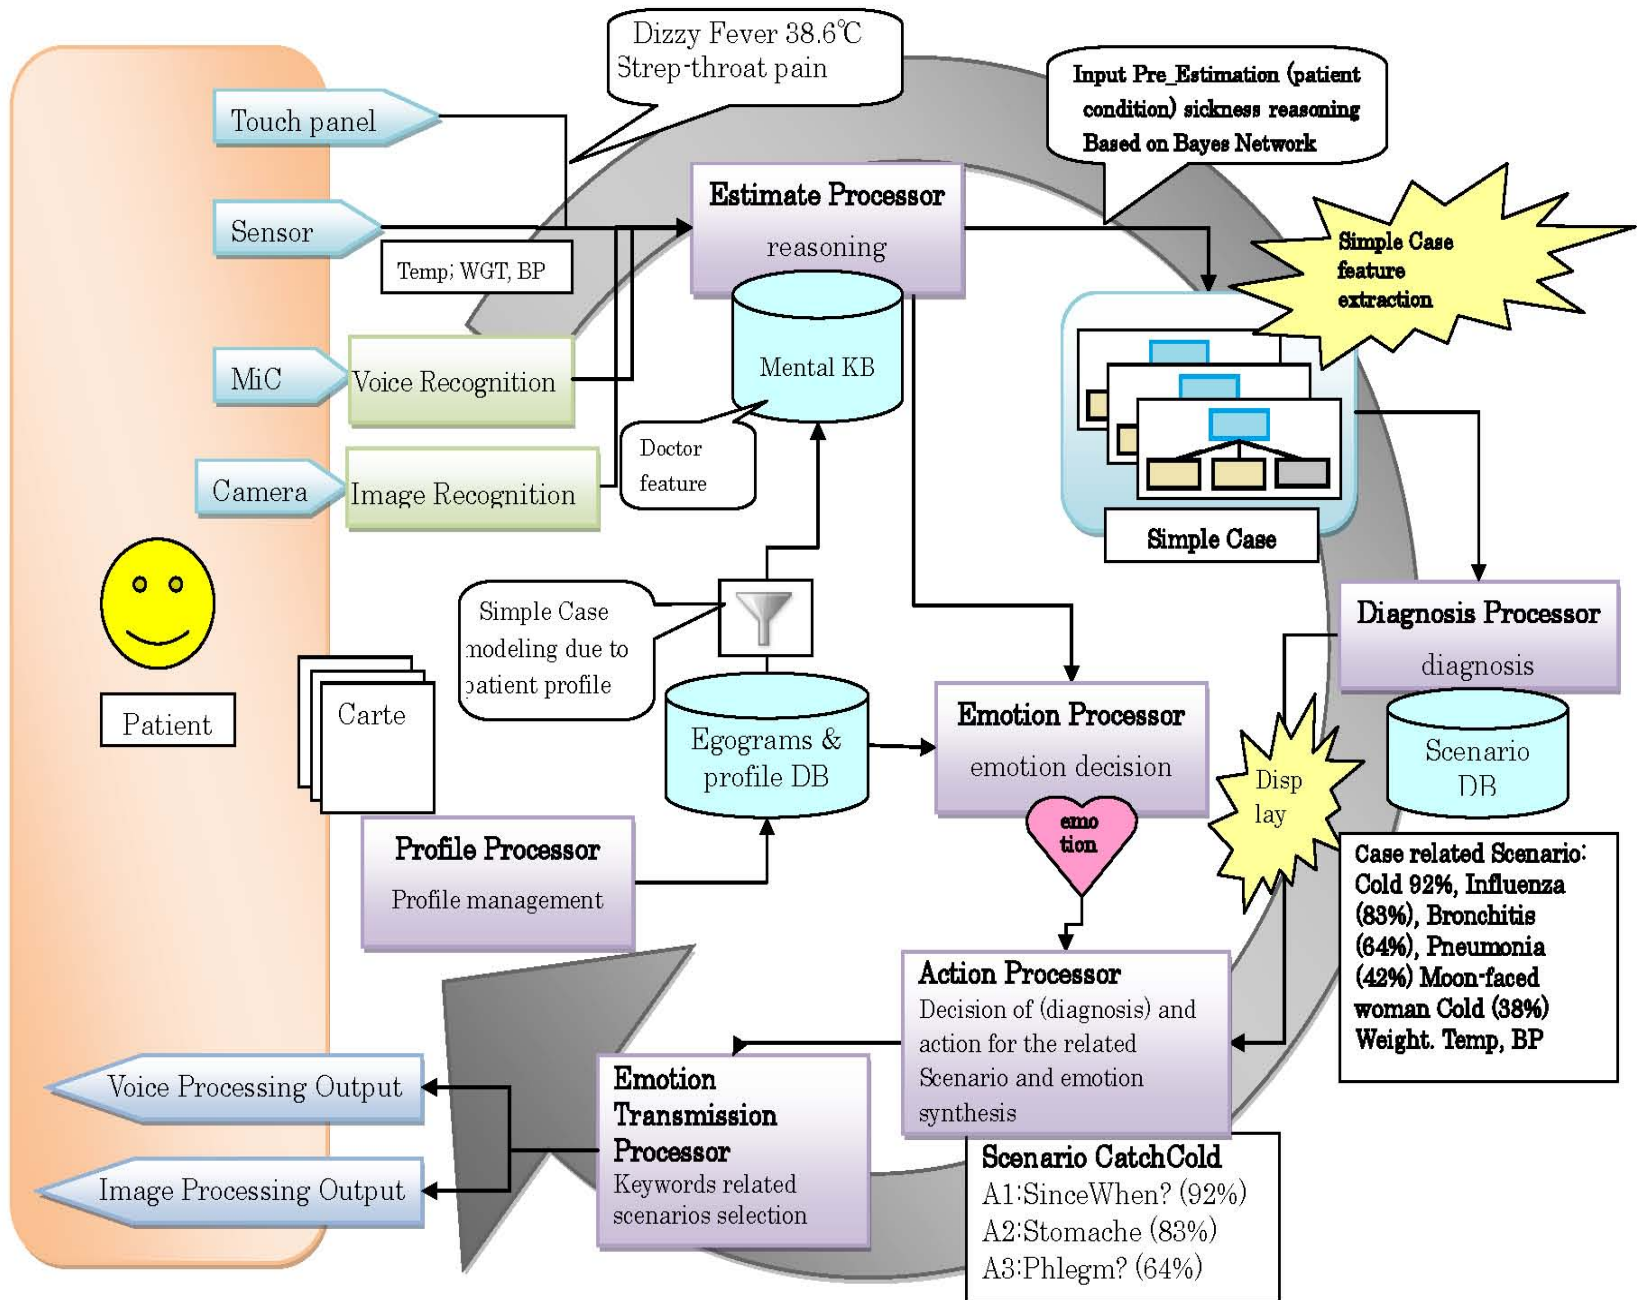 Dizzy Fever 38.6℃
Strep-throat pain
Input Pre_Estimation (patient
condition) sickness reasoning
Based on Bayes Network
Touch panel
Sensor
Temp; WGT, BP
Estimate Processor
reasoning
Simple Case
feature
extraction
MiC
Voice Recognition
Mental KB
Camera
Image Recognition
Doctor
feature
Simple Case
Simple Case
modeling due to
patient profile
Diagnosis Processor
diagnosis
Patient
Carte
Egograms &
profile DB
Emotion Processor
emotion decision
Scenario
DB
Disp
lay
emo
tion
Profile Processor
Profile management
Case related Scenario:
Cold 92%, Influenza
(83%), Bronchitis
(64%), Pneumonia
(42%) Moon-faced
woman Cold (38%)
Weight. Temp, BP
Action Processor
Decision of (diagnosis) and
action for the related
Scenario and emotion
synthesis
Emotion
Transmission
Processor
Keywords related
scenarios selection
Voice Processing Output
Image Processing Output
Scenario CatchCold
A1:SinceWhen? (92%)
A2:Stomache (83%)
A3:Phlegm? (64%)